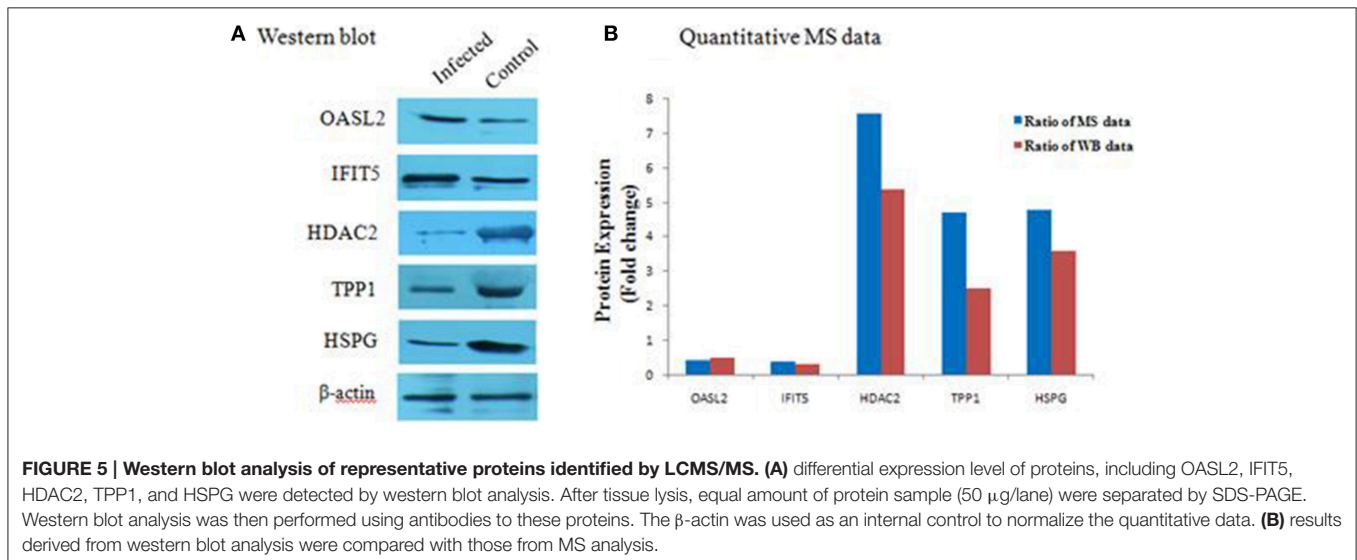 A Western blot
Infected Control
OASL2
IFIT5
HDAC2
TPP1
HSPG
β-actin
B Quantitative MS data
Protein Expression
(Fold change)
8
7
6
5
4
3
2
1
0
Ratio of MS data
Ratio of WB data
OASL2 IFIT5 HDAC2 TPP1 HSPG
FIGURE 5 | Western blot analysis of representative proteins identified by LCMS/MS. (A) differential expression level of proteins, including OASL2, IFIT5,
HDAC2, TPP1, and HSPG were detected by western blot analysis. After tissue lysis, equal amount of protein sample (50 μg/lane) were separated by SDS-PAGE.
Western blot analysis was then performed using antibodies to these proteins. The β-actin was used as an internal control to normalize the quantitative data. (B) results
derived from western blot analysis were compared with those from MS analysis.